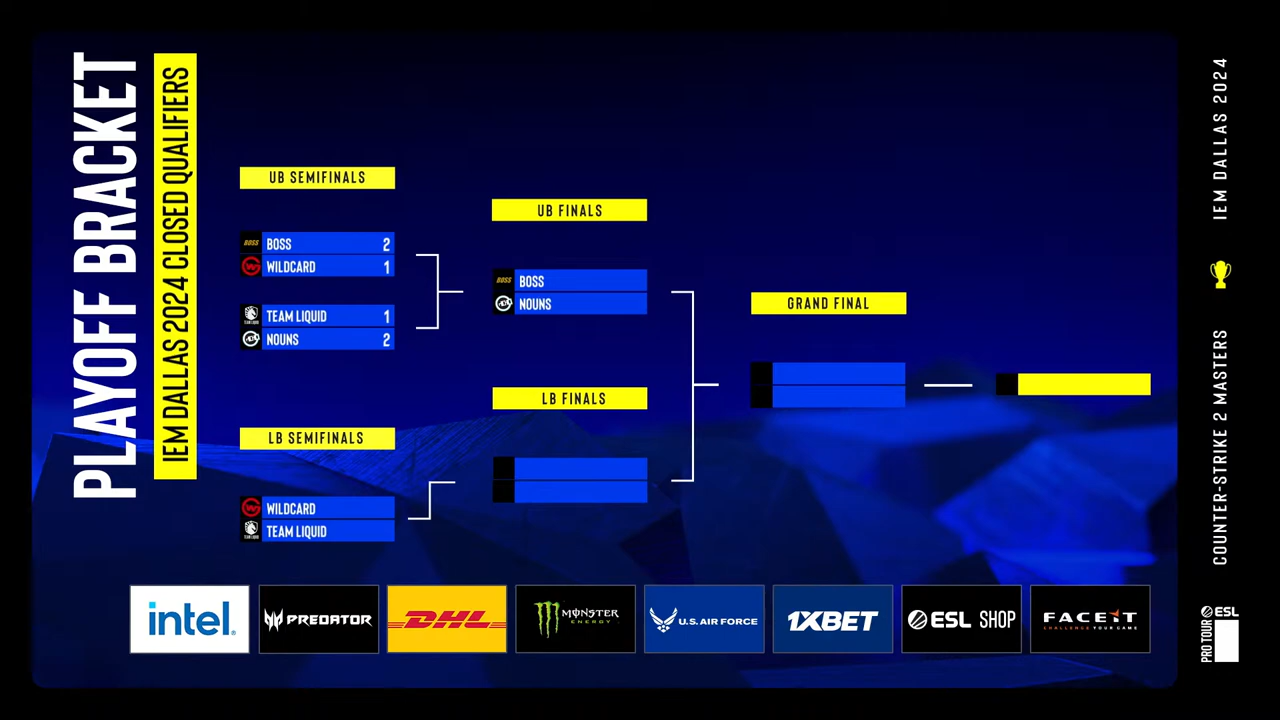 PLAYOFF BRACKET
IEM DALLAS 2024 CLOSED QUALIFIERS
UB SEMIFINALS
BOSS BOSS 2
WILDCARD 1
TEAM LIQUID 1
NOUNS 2
UB FINALS
BOSS BOSS
NOUNS
GRAND FINAL
LB FINALS
LB SEMIFINALS
WILDCARD
TEAM LIQUID
intel.
PREDATOR
DHL
MONSTER ENERGY
U.S. AIR FORCE
1XBET
ESL SHOP
FACEIT
CHALLENGE YOUR GAME
IEM DALLAS 2024
COUNTER-STRIKE 2 MASTERS
ESL
PRO TOUR